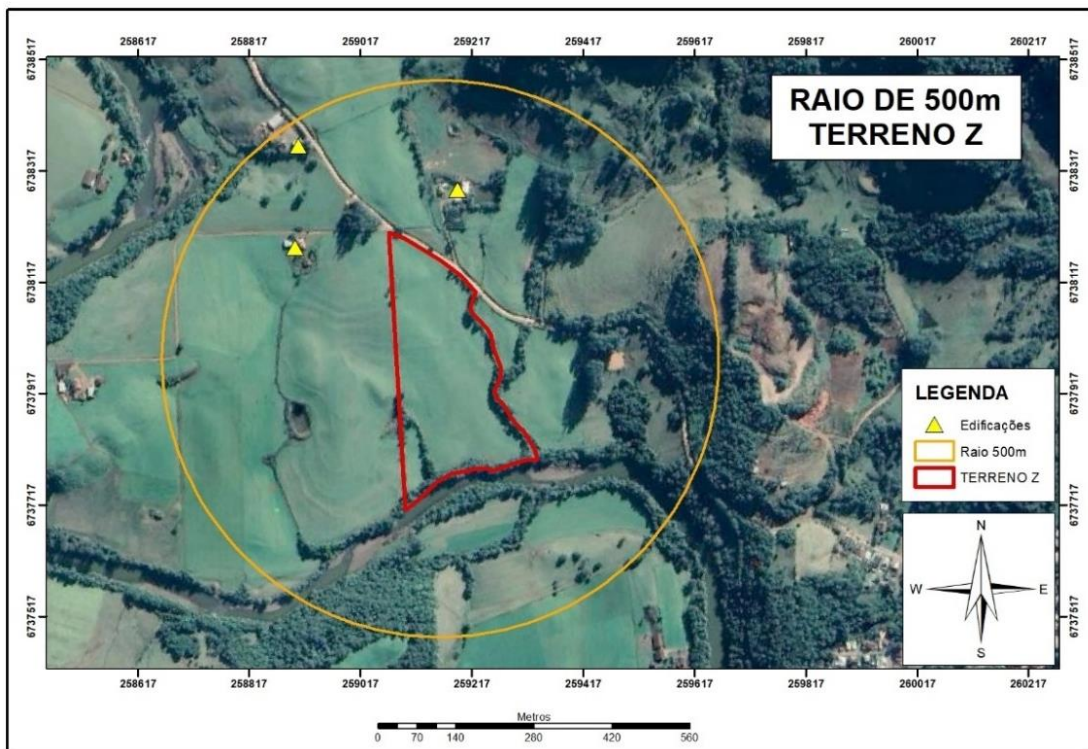 258617 258817 259017 259217 259417 259617 259817 260017 260217
6738517 6738517
RAIO DE 500m
TERRENO Z
6738317 6738317
6738117 6738117
6737917 6737917
LEGENDA
Edificações
Raio 500m
TERRENO Z
6737717 6737717
N
W E
S
6737517 6737517
258617 258817 259017 259217 259417 259617 259817 260017 260217
Metros
0 70 140 280 420 560